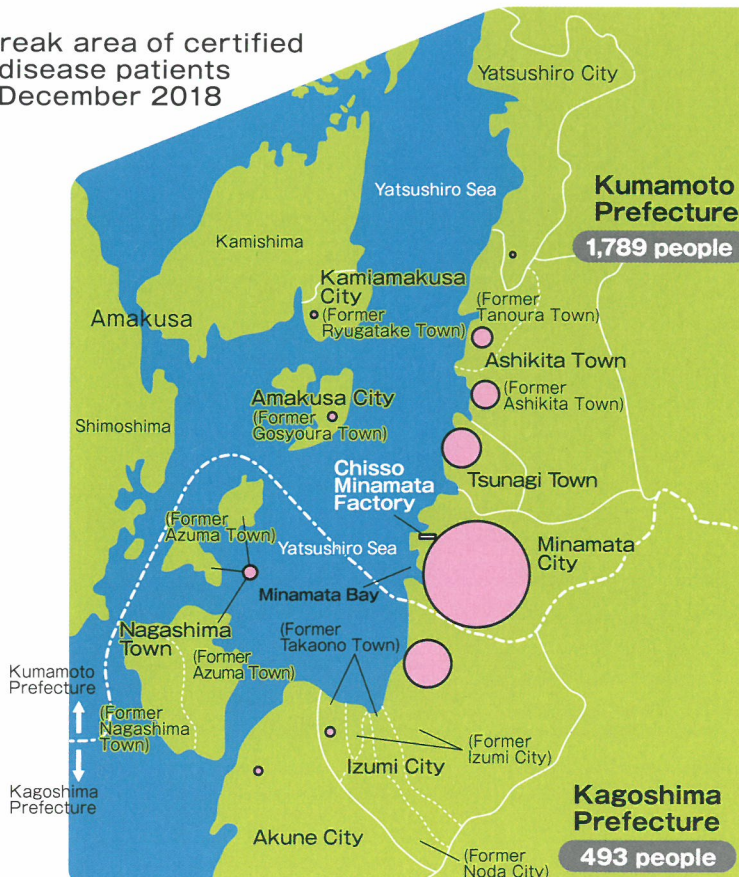 reak area of certified
disease patients
December 2018
Yatsushiro City
Yatsushiro Sea
Kumamoto
Prefecture
1,789 people
Kamishima
Kamiamakusa
City
(Former
Ryugatake Town)
(Former
Tanoura Town)
Amakusa
Ashikita Town
Amakusa City
(Former
Gosyoura Town)
(Former
Ashikita Town)
Shimoshima
Chisso
Minamata
Factory
Tsunagi Town
(Former
Azuma Town)
Yatsushiro Sea
Minamata
City
Minamata Bay
Nagashima
Town
(Former
Takaono Town)
(Former
Azuma Town)
Kumamoto
Prefecture
(Former
Nagashima
Town)
(Former
Izumi City)
Izumi City
Kagoshima
Prefecture
Kagoshima
Prefecture
493 people
Akune City
(Former
Noda City)